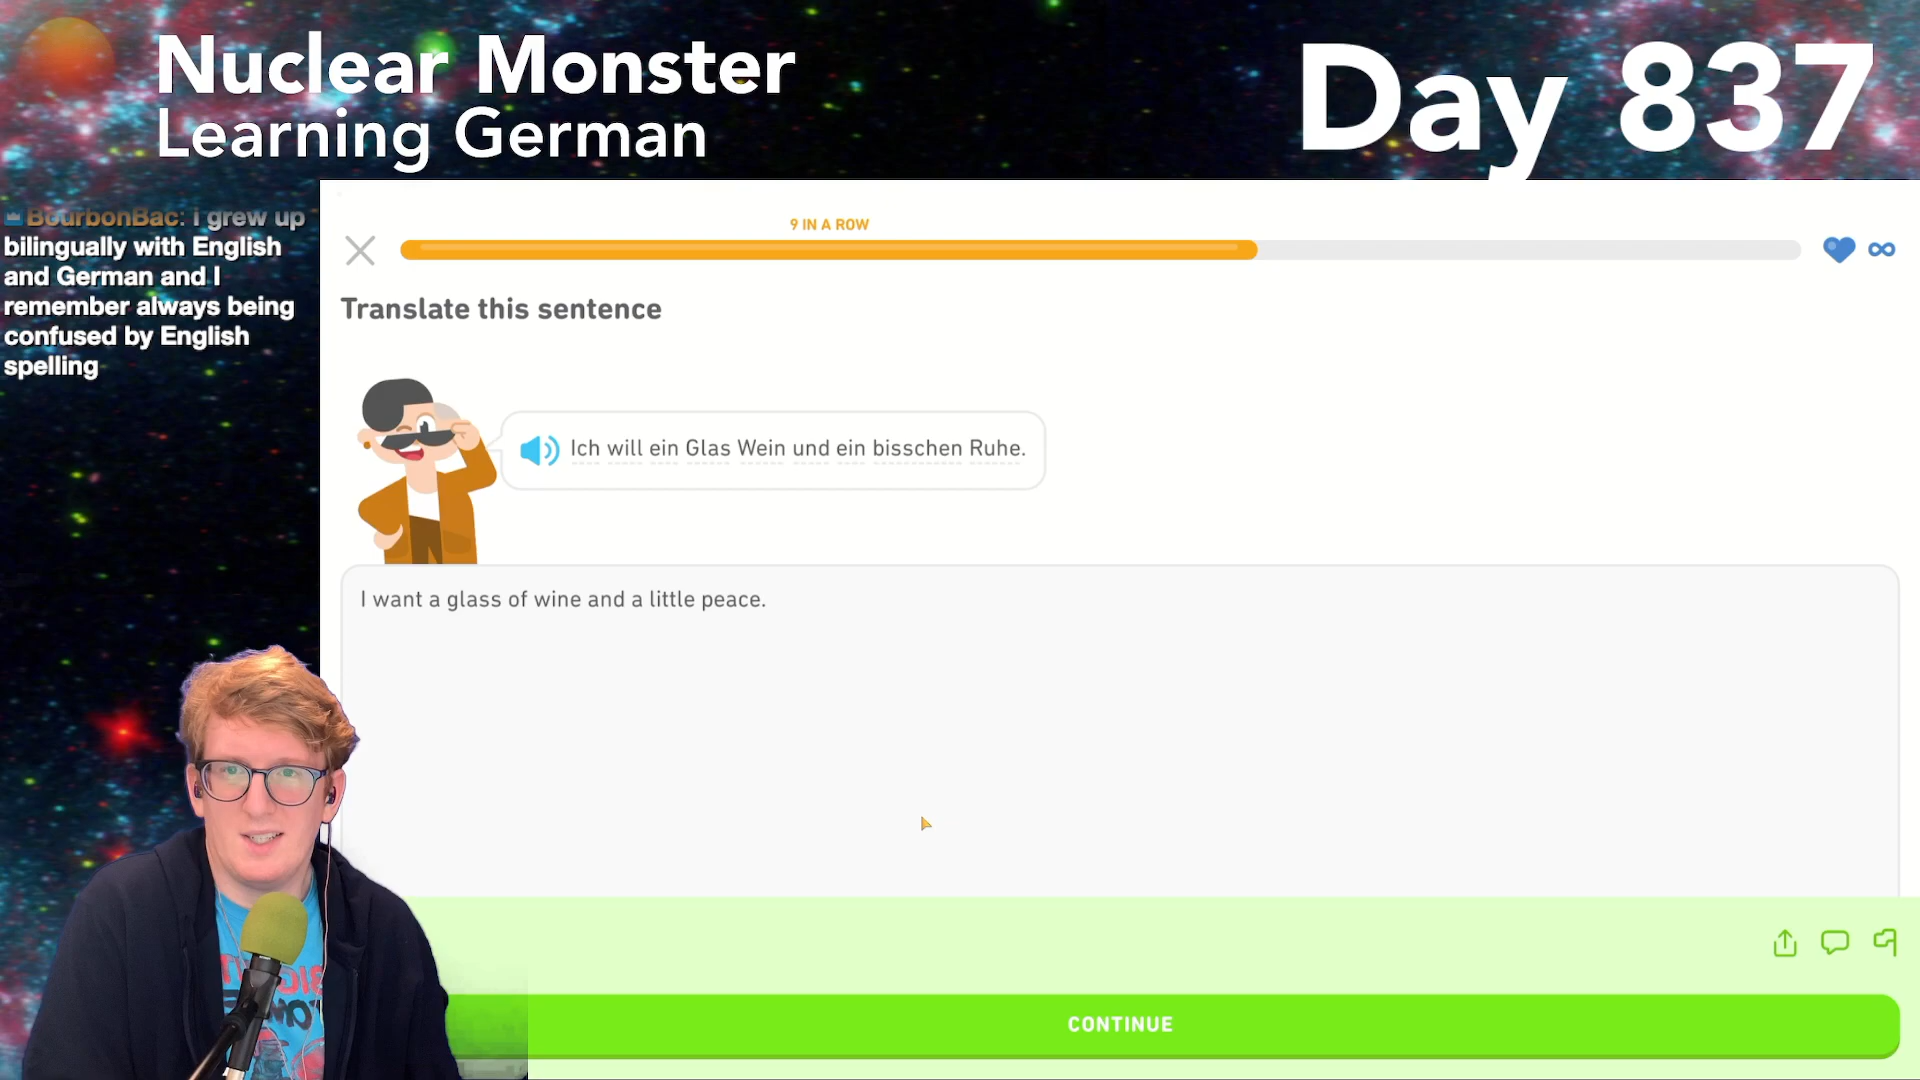 Nuclear Monster
Learning German
Day 837
BourbonBac: I grew up
bilingually with English
and German and I
remember always being
confused by English
spelling
9 IN A ROW
Translate this sentence
Ich will ein Glas Wein und ein bisschen Ruhe.
I want a glass of wine and a little peace.
CONTINUE